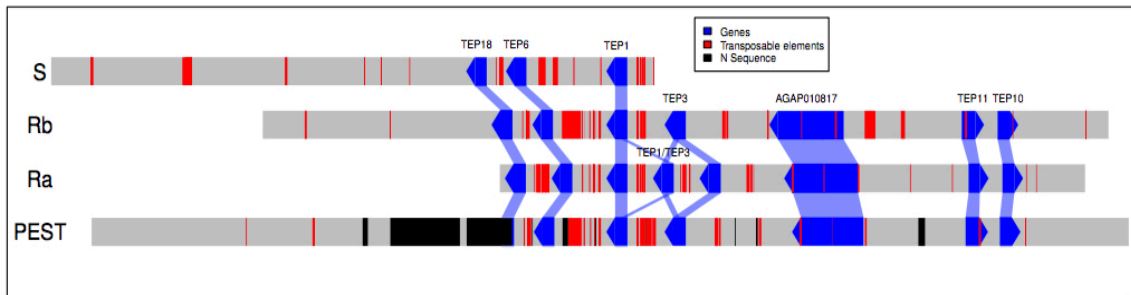 Genes
Transposable elements
N Sequence
TEP18 TEP6 TEP1
S
TEP3 AGAP010817 TEP11 TEP10
Rb
TEP1/TEP3
Ra
PEST